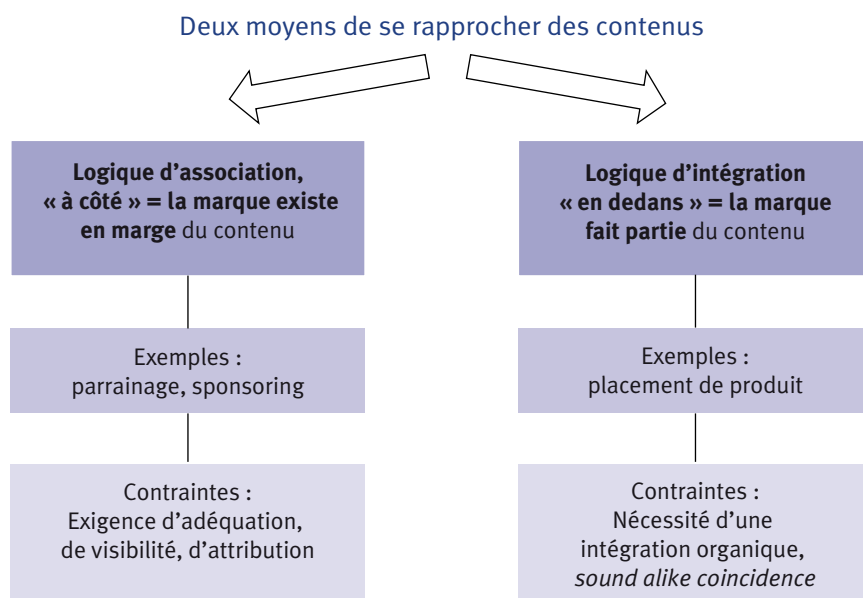 Deux moyens de se rapprocher des contenus
Logique d’association,
« à côté » = la marque existe
en marge du contenu
Exemples :
parrainage, sponsoring
Contraintes :
Exigence d’adéquation,
de visibilité, d’attribution
Logique d’intégration
« en dedans » = la marque
fait partie du contenu
Exemples :
placement de produit
Contraintes :
Nécessité d’une
intégration organique,
sound alike coincidence